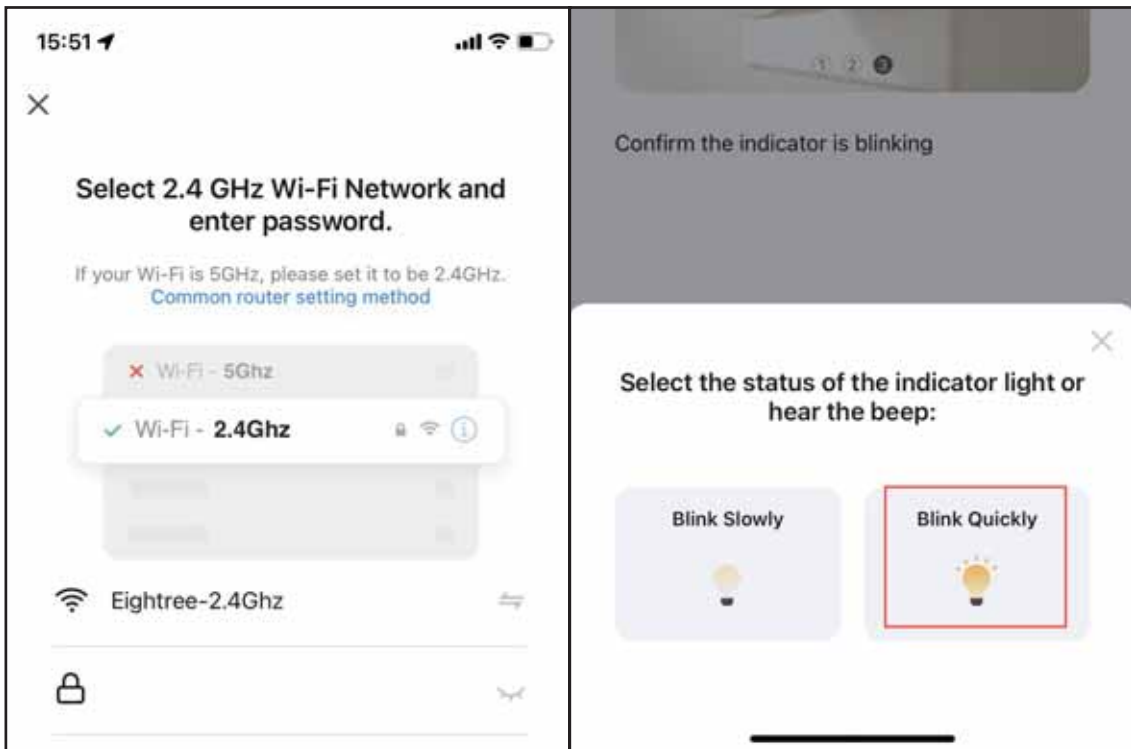 15:51
Select 2.4 GHz Wi-Fi Network and
enter password.
If your Wi-Fi is 5GHz, please set it to be 2.4GHz.
Common router setting method
Wi-Fi - 5Ghz
Wi-Fi - 2.4Ghz
Eightree-2.4Ghz
1 2 3
Confirm the indicator is blinking
Select the status of the indicator light or
hear the beep:
Blink Slowly
Blink Quickly